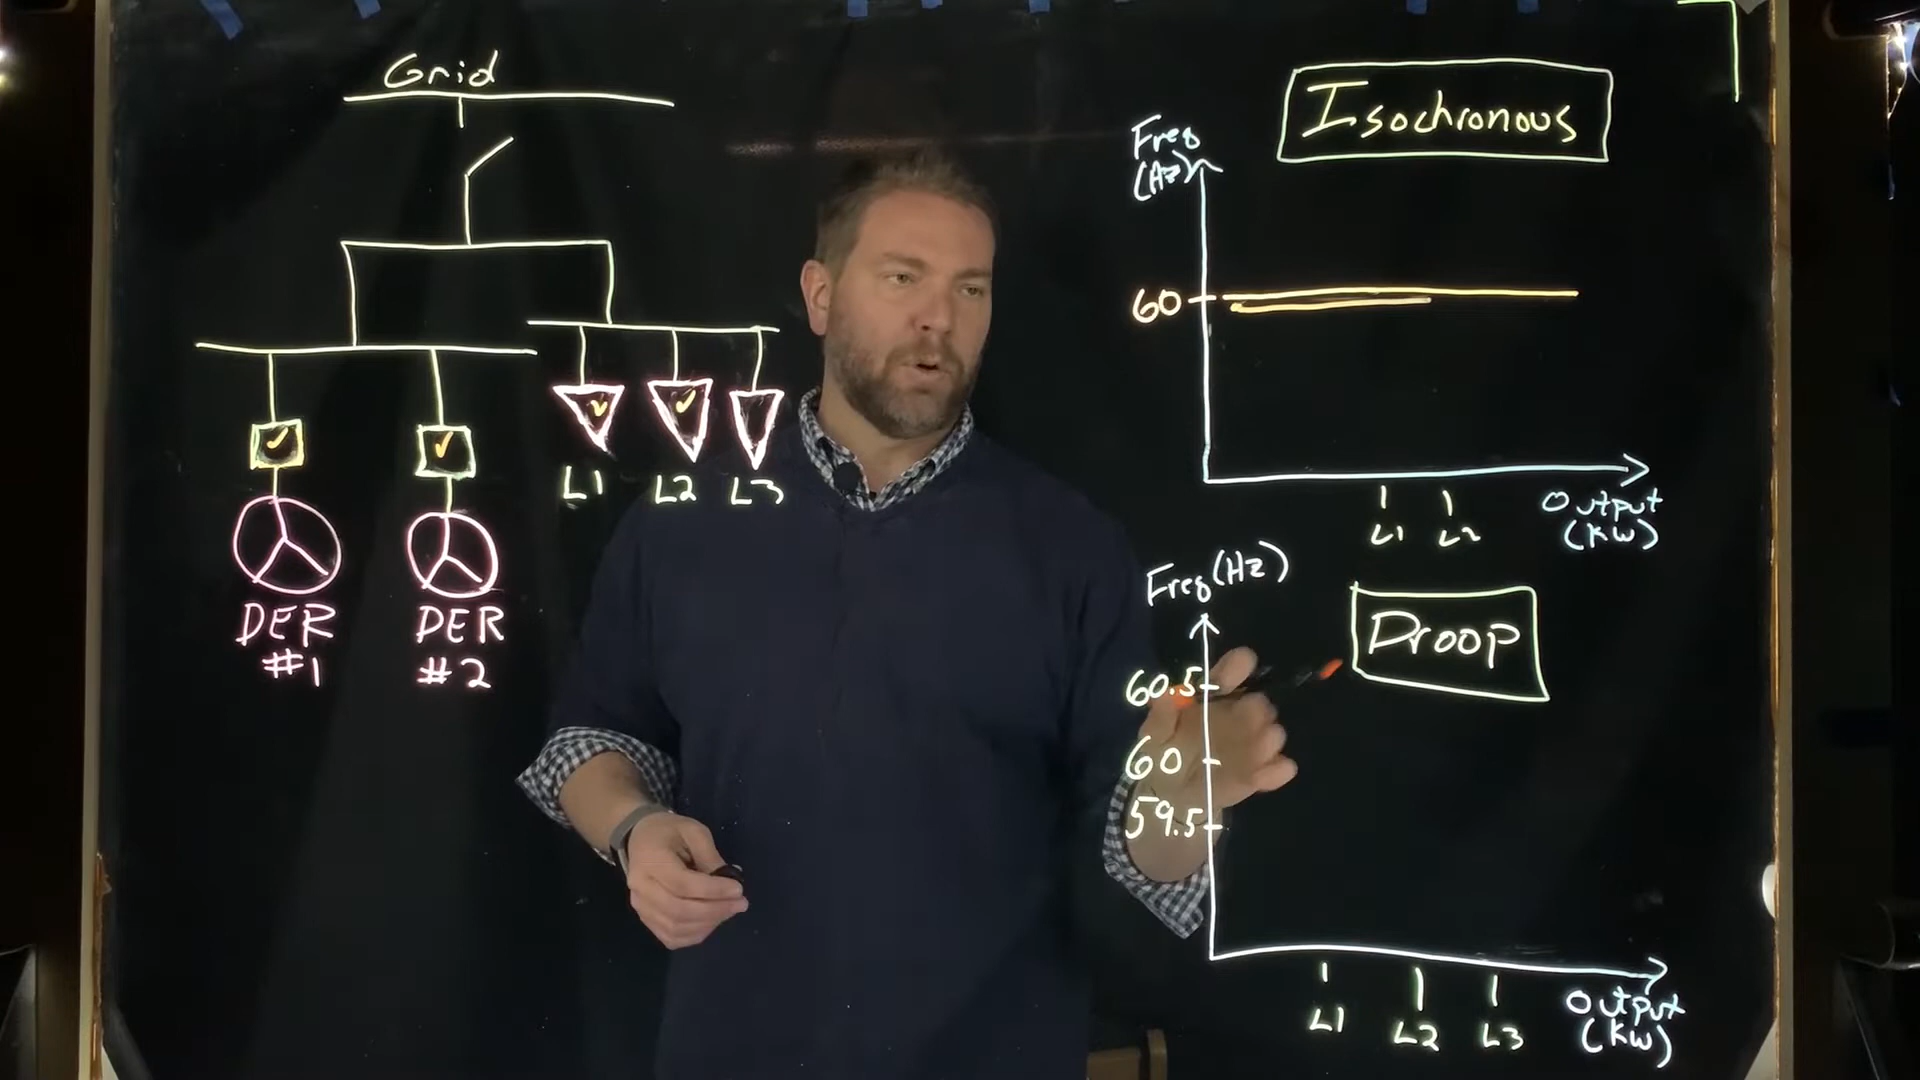 Grid
L1 L2 L3
DER
#1
DER
#2
Isochronous
Freq
(Hz)
60
L1 L2
Output
(KW)
Freq (Hz)
Droop
60.5
60
59.5
L1 L2 L3
Output
(KW)